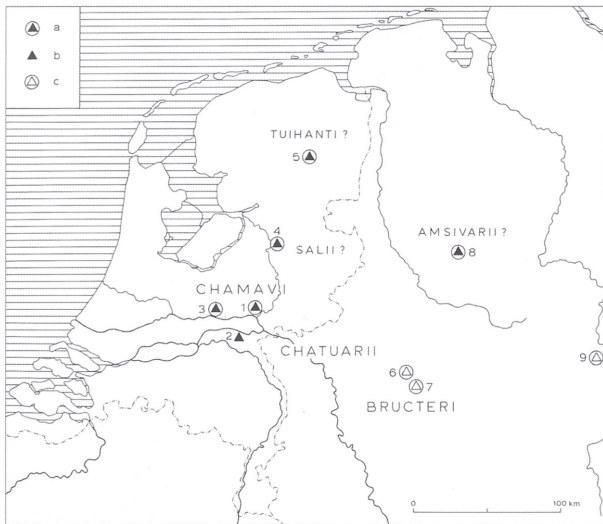 a
b
c
TUIHANTI ?
5
4
SALII ?
AMSIVARII ?
8
CHAMAVI
3
1
2
CHATUARII
6
7
9
BRUCTERI
0
100 km